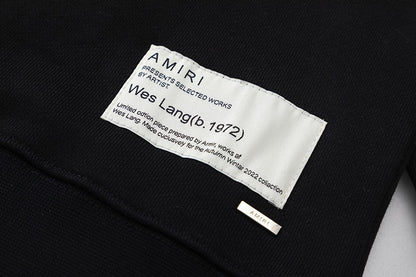 AMIRI
PRESENTS SELECTED WORKS
BY ARTIST
Wes Lang(b.1972)
Limited edition piece prepared by Amiri, works of
Wes Lang. Made cuclusively for the Autumn Winter 2022 collection
AMIRI